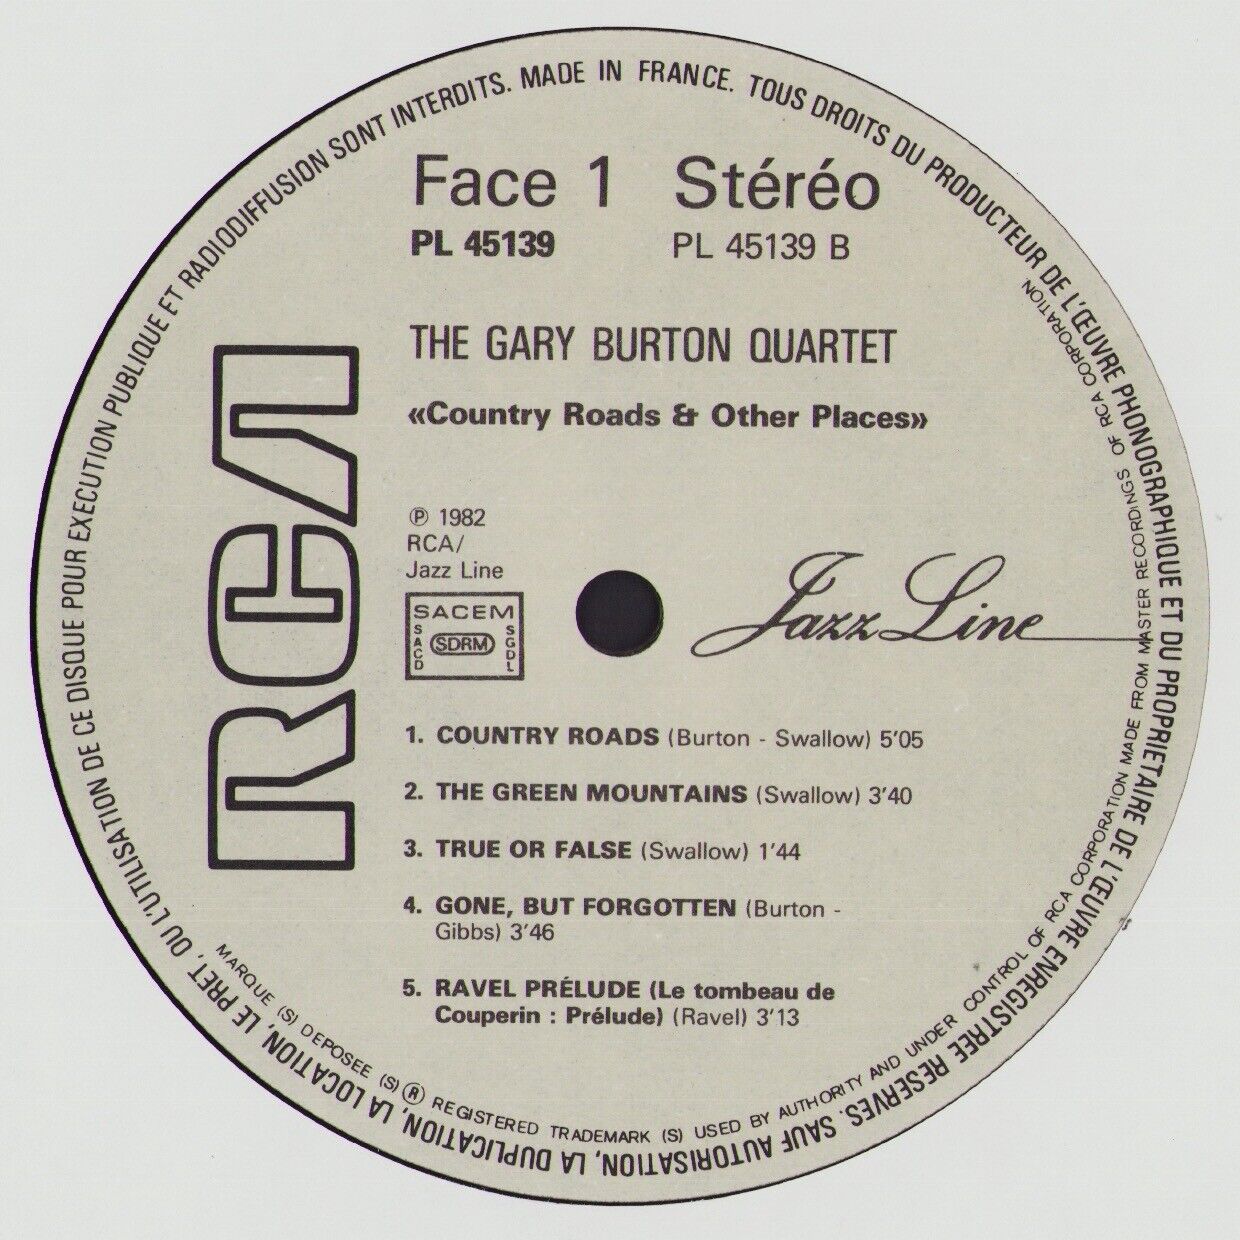 TOUS DROITS DU PRODUCTEUR DE L'ŒUVRE PHONOGRAPHIQUE ET DU PROPRIETAIRE DE L'ŒUVRE ENREGISTREE RESERVES. SAUF AUTORISATION, LA DUPLICATION, LA LOCATION, LE PRET, OU L'UTILISATION DE CE DISQUE POUR EXECUTION PUBLIQUE ET RADIODIFFUSION SONT INTERDITS. MADE IN FRANCE.
Face 1 Stéréo
PL 45139 PL 45139 B
THE GARY BURTON QUARTET
«Country Roads & Other Places»
RCA
℗ 1982
RCA/
Jazz Line
SACEM
SACD SDRM SGDL
Jazz Line
1. COUNTRY ROADS (Burton - Swallow) 5'05
2. THE GREEN MOUNTAINS (Swallow) 3'40
3. TRUE OR FALSE (Swallow) 1'44
4. GONE, BUT FORGOTTEN (Burton -
Gibbs) 3'46
5. RAVEL PRÉLUDE (Le tombeau de
Couperin : Prélude) (Ravel) 3'13
MARQUE (S) DEPOSEE (S) ® REGISTERED TRADEMARK (S) USED BY AUTHORITY AND UNDER CONTROL OF RCA CORPORATION MADE FROM MASTER RECORDINGS OF RCA CORPORATION.